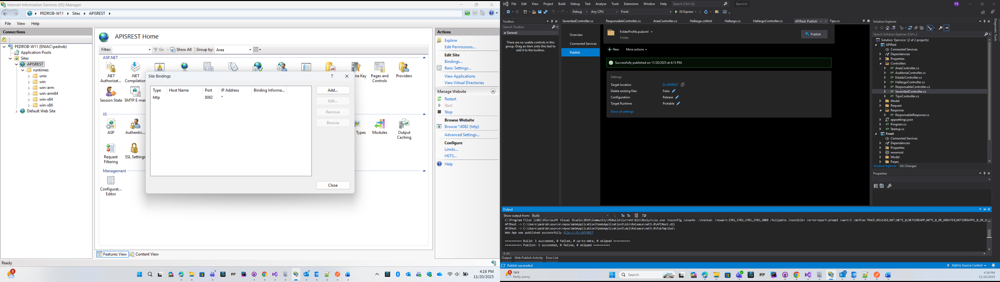 Internet Information Services (IIS) Manager
PEDROB-W11
Sites
APISREST
File
View
Help
Connections
PEDROB-W11 (ENIAC\pedrob)
Application Pools
Sites
APISREST
runtimes
unix
win
win-arm
win-arm64
win-x64
win-x86
Default Web Site
APISREST Home
Filter:
Go
Show All
Group by:
Area
ASP.NET
.NET Authorizat...
.NET Compilation
404
ab
ne Key
Pages and Controls
Providers
Session State
SMTP E-mai
IIS
ASP
Authentic...
Types
Modules
Output Caching
Request Filtering
SSL Settings
Management
Configurat... Editor
Site Bindings
?
Type
Host Name
Port
IP Address
Binding Informa...
http
8082
*
Add...
Edit...
Remove
Browse
Close
Features View
Content View
Ready
Actions
Explore
Edit Permissions...
Edit Site
Bindings...
Basic Settings...
View Applications
View Virtual Directories
Manage Website
Restart
Start
Stop
Browse Website
Browse *:8082 (http)
Advanced Settings...
Configure
Limits...
HSTS...
Help
8
4:18 PM
11/20/2025
File
Edit
View
Project
Build
Debug
Test
Analyze
Tools
Extensions
Window
Help
Search (Ctrl+Q)
Ejercicio
PB
Debug
Any CPU
Front
IIS Express
Toolbox
Search Toolbox
General
There are no usable controls in this
group. Drag an item onto this text to
add it to the toolbox.
SeveridadController.cs
ResponsableController.cs
AreaController.cs
Hallazgo.cshtml
Hallazgo.cs
HallazgoController.cs
APIRest: Publish
Tipo.cs
Overview
Connected Services
Publish
FolderProfile.pubxml
Folder
Publish
New
More actions
Successfully published on 11/20/2025 at 4:15 PM.
Settings
Target location
D:\APIREST
Delete existing files
False
Configuration
Release
Target Runtime
Portable
Show all settings
Solution Explorer
Search Solution Explorer (Ctrl+;)
Solution 'Ejercicio' (2 of 2 projects)
APIRest
Connected Services
Dependencies
Properties
Controllers
AreaController.cs
AuditoriaController.cs
EstadoController.cs
HallazgoController.cs
ResponsableController.cs
SeveridadController.cs
TipoController.cs
Model
Request
Response
ResponsableResponse.cs
appsettings.json
Program.cs
Startup.cs
Front
Connected Services
Dependencies
Properties
wwwroot
Model
Pages
Solution Explorer
Git Changes
Properties
Diagnostic Tools
Output
Show output from:
Build
C:\Program Files (x86)\Microsoft Visual Studio\2019\Community\MSBuild\Current\Bin\Roslyn\csc.exe /noconfig /unsafe- /checked- /nowarn:1701,1702,1701,1702,2008 /fullpaths /nostdlib+ /errorreport:prompt /warn:5 /define:TRACE;RELEASE;NET;NET5_0;NETCOREAPP;NET5_0_OR_GREATER;NETCOREAPP1_0_OR_G
APIRest -> C:\Users\pedrob\source\repos\WebApplication3\WebApplication3\bin\Release\net5.0\APIRest.dll
APIRest -> C:\Users\pedrob\source\repos\WebApplication3\WebApplication3\obj\Release\net5.0\PubTmp\Out\
Web App was published successfully file:///D:/APIREST
========== Build: 1 succeeded, 0 failed, 0 up-to-date, 0 skipped ==========
========== Publish: 1 succeeded, 0 failed, 0 skipped ==========
Output
Web Publish Activity
Error List
Publish succeeded
Add to Source Control
8
79°F
Partly sunny
Search
4:18 PM
11/20/2025